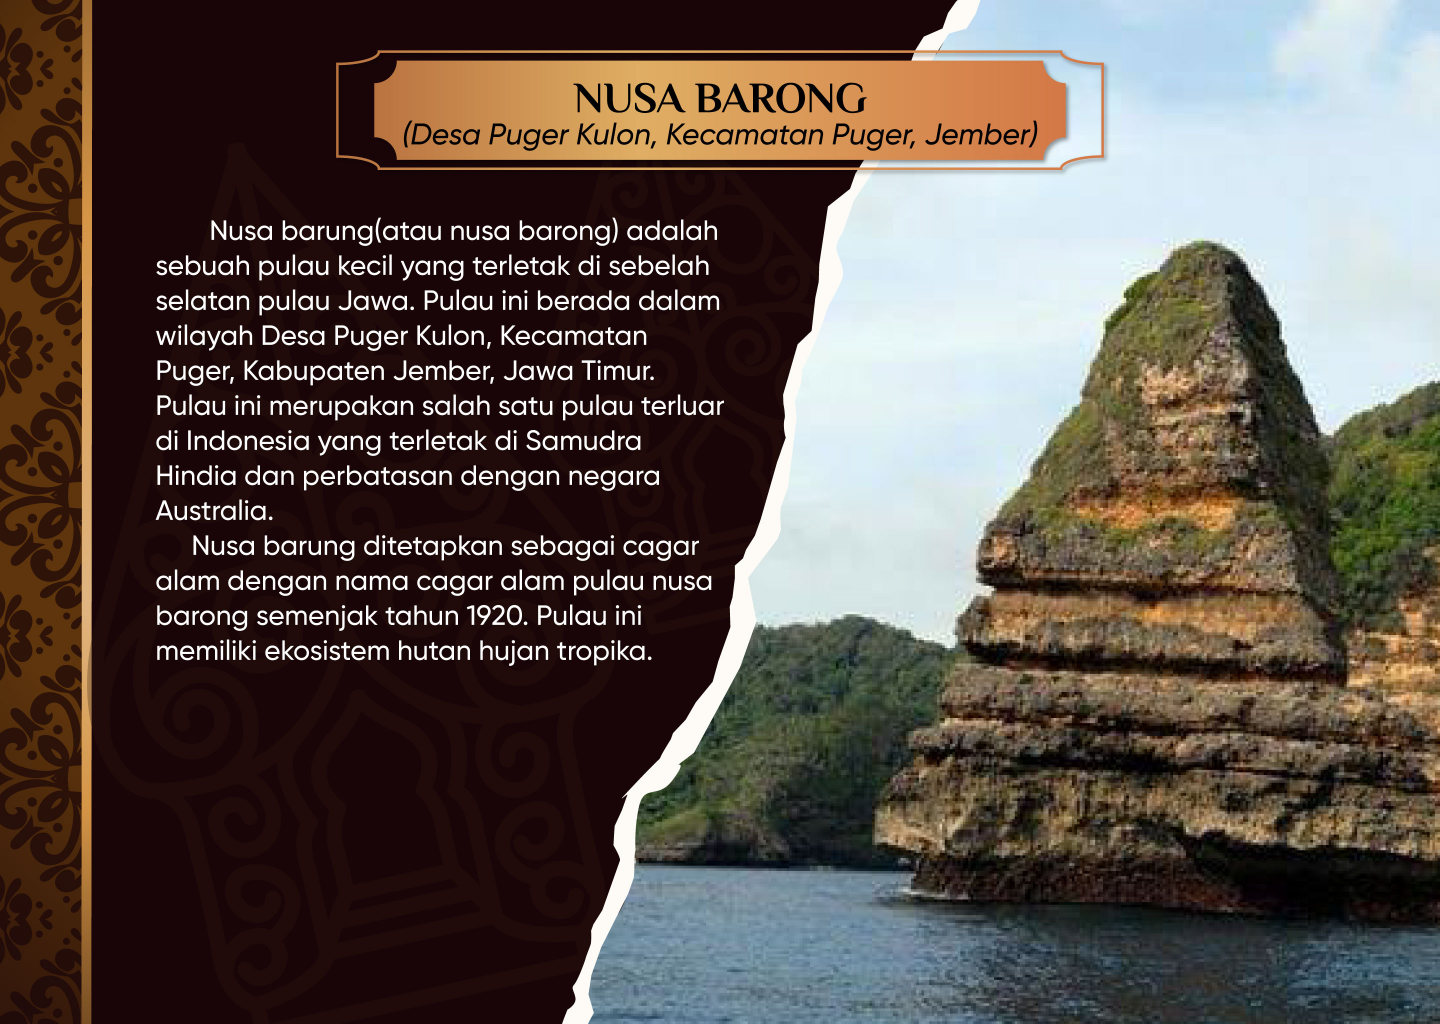 NUSA BARONG
(Desa Puger Kulon, Kecamatan Puger, Jember)
Nusa barung(atau nusa barong) adalah
sebuah pulau kecil yang terletak di sebelah
selatan pulau Jawa. Pulau ini berada dalam
wilayah Desa Puger Kulon, Kecamatan
Puger, Kabupaten Jember, Jawa Timur.
Pulau ini merupakan salah satu pulau terluar
di Indonesia yang terletak di Samudra
Hindia dan perbatasan dengan negara
Australia.
Nusa barung ditetapkan sebagai cagar
alam dengan nama cagar alam pulau nusa
barong semenjak tahun 1920. Pulau ini
memiliki ekosistem hutan hujan tropika.